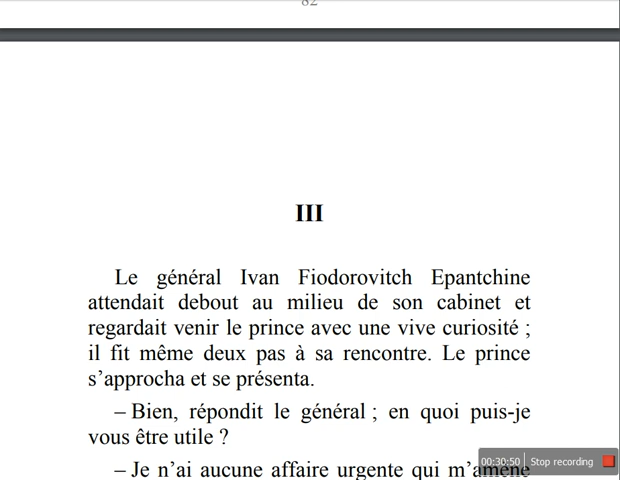 82
III
Le général Ivan Fiodorovitch Epantchine
attendait debout au milieu de son cabinet et
regardait venir le prince avec une vive curiosité ;
il fit même deux pas à sa rencontre. Le prince
s’approcha et se présenta.
– Bien, répondit le général ; en quoi puis-je
vous être utile ?
– Je n’ai aucune affaire urgente qui m’amène
00:30:50 Stop recording